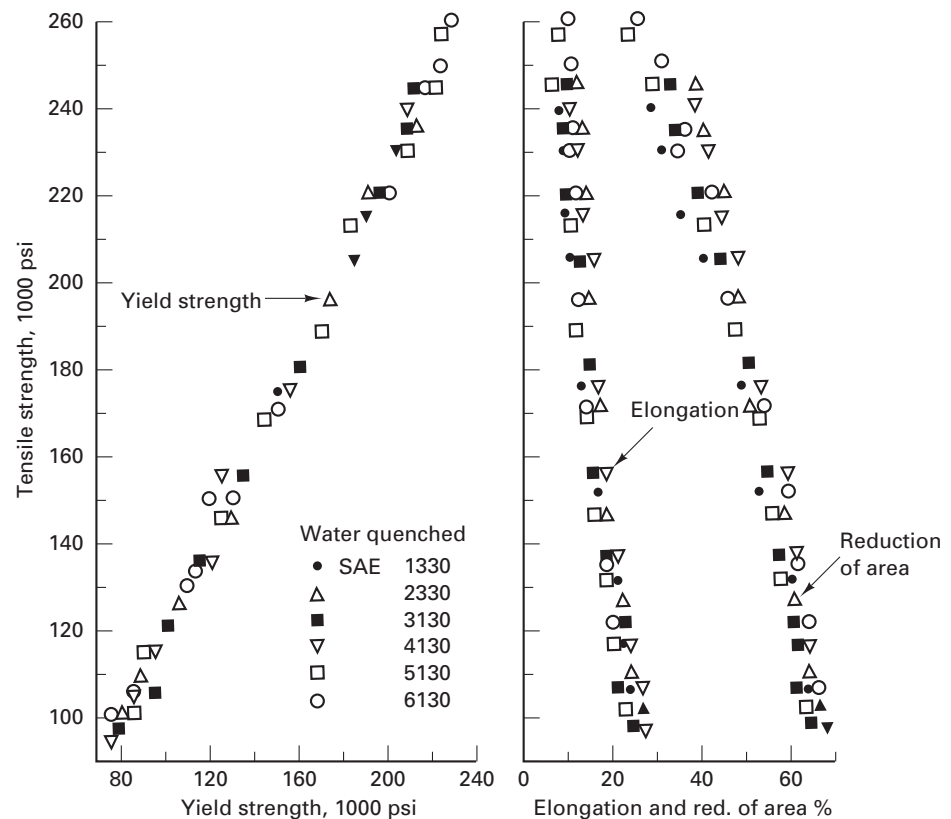 260
240
220
200
180
160
140
120
100
Tensile strength, 1000 psi
Yield strength
Water quenched
SAE 1330
2330
3130
4130
5130
6130
80 120 160 200 240
Yield strength, 1000 psi
Elongation
Reduction
of area
0 20 40 60
Elongation and red. of area %